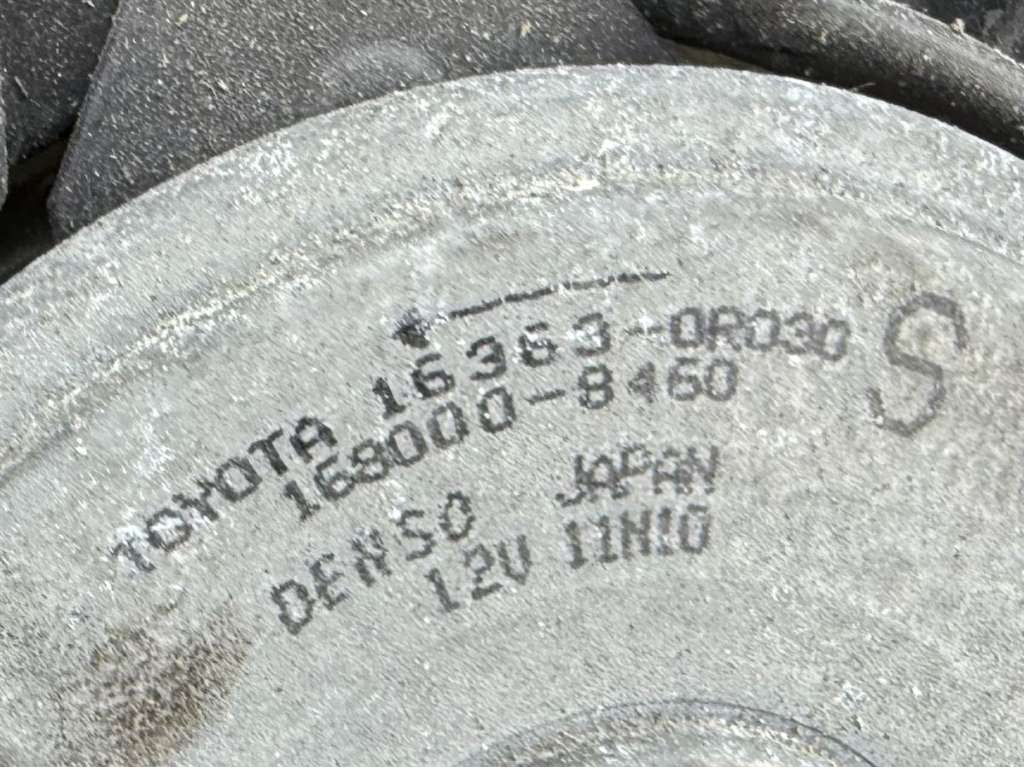 TOYOTA 16363-0R030 S
168000-8460
DENSO JAPAN
12V 11N10